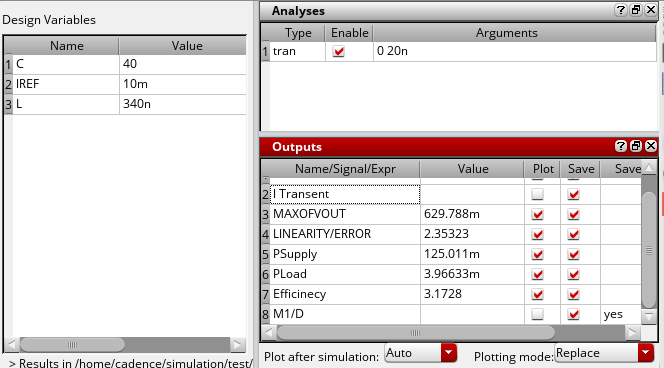 Design Variables
Name Value
1 C 40
2 IREF 10m
3 L 340n
> Results in /home/cadence/simulation/test/
Analyses
Type Enable Arguments
1 tran 0 20n
Outputs
Name/Signal/Expr Value Plot Save Save
2 I Transent
3 MAXOFVOUT 629.788m
4 LINEARITY/ERROR 2.35323
5 PSupply 125.011m
6 PLoad 3.96633m
7 Efficinecy 3.1728
8 M1/D yes
Plot after simulation: Auto Plotting mode: Replace